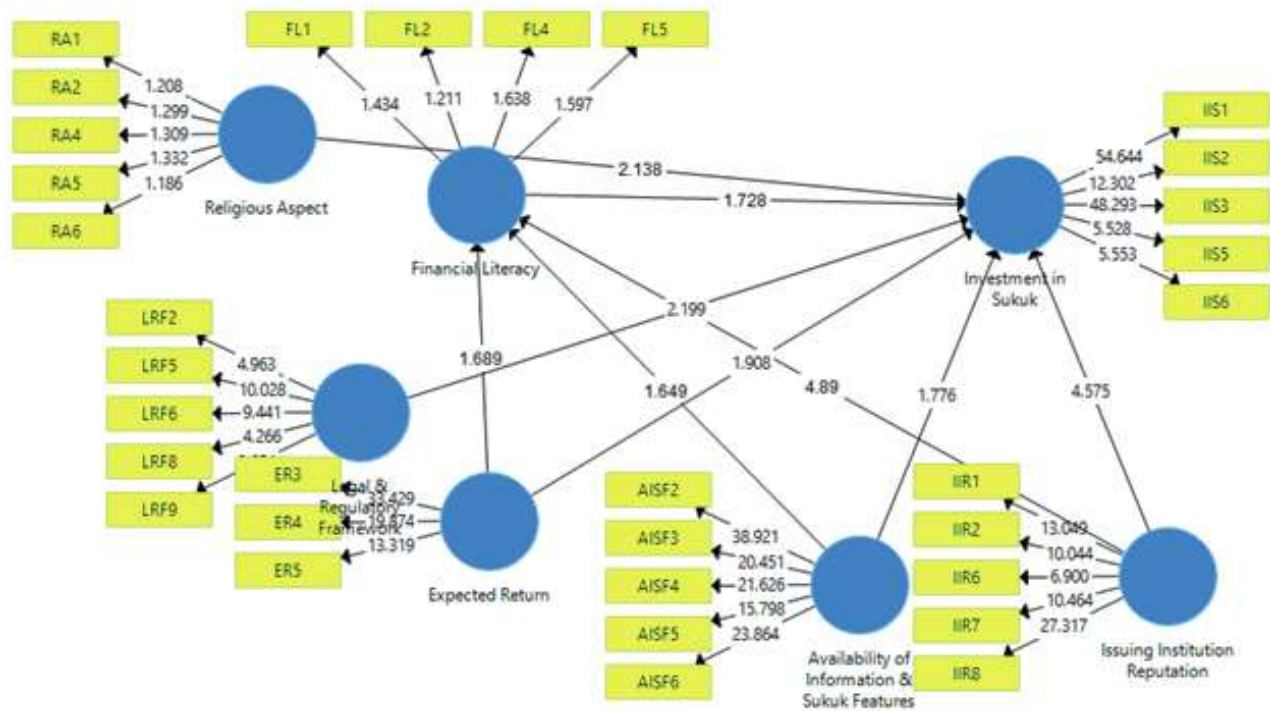 RA1
RA2
RA4
RA5
RA6
1.208
1.299
1.309
1.332
1.186
Religious Aspect
FL1
FL2
FL4
FL5
1.434
1.211
1.638
1.597
Financial Literacy
2.138
1.728
IIS1
IIS2
IIS3
IIS5
IIS6
54.644
12.302
48.293
5.528
5.553
Investment in
Sukuk
LRF2
LRF5
LRF6
LRF8
LRF9
4.963
10.028
9.441
4.266
Legal &
Regulatory
Framework
2.199
1.689
1.908
1.649
4.89
1.776
4.575
ER3
ER4
ER5
33.429
19.874
13.319
Expected Return
AISF2
AISF3
AISF4
AISF5
AISF6
38.921
20.451
21.626
15.798
23.864
Availability of
Information &
Sukuk Features
IIR1
IIR2
IIR6
IIR7
IIR8
13.049
10.044
6.900
10.464
27.317
Issuing Institution
Reputation